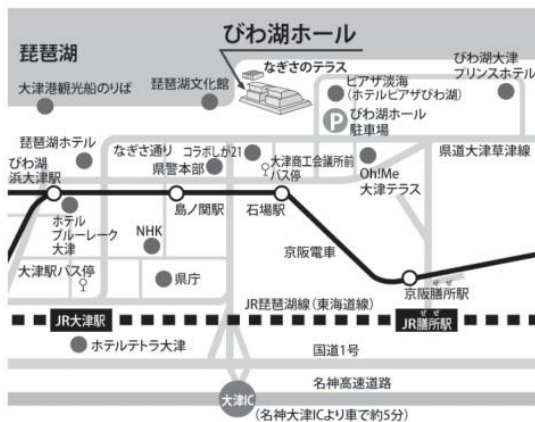 びわ湖ホール
琵琶湖
なぎさのテラス
びわ湖大津
プリンスホテル
大津港観光船のりば
琵琶湖文化館
ピアザ淡海
(ホテルピアザびわ湖)
P
びわ湖ホール
駐車場
琵琶湖ホテル
なぎさ通り
コラボしが21
県警本部
大津商工会議所前
バス停
県道大津草津線
Oh!Me
大津テラス
びわ湖
浜大津駅
島ノ関駅
石場駅
ホテル
ブルーレーク
大津
NHK
京阪電車
大津駅バス停
県庁
ぜぜ
京阪膳所駅
JR琵琶湖線(東海道線)
JR大津駅
ぜぜ
JR膳所駅
ホテルテトラ大津
国道1号
名神高速道路
大津IC
(名神大津ICより車で約5分)